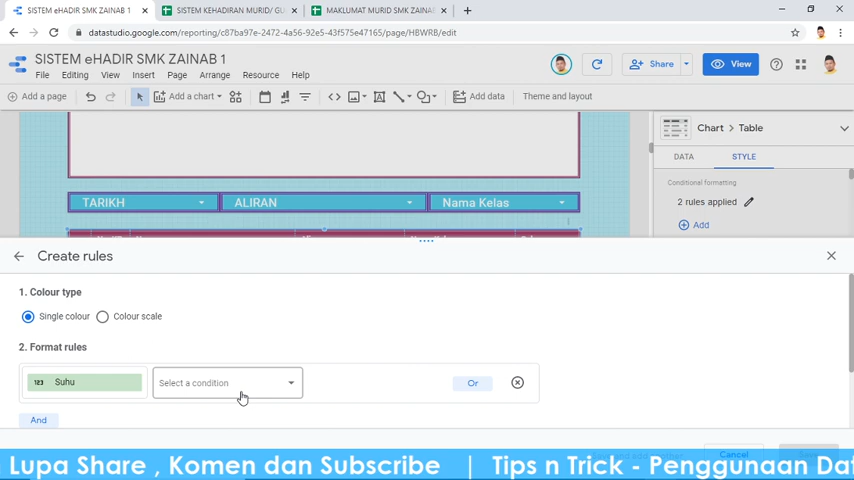 SISTEM eHADIR SMK ZAINAB 1
SISTEM KEHADIRAN MURID/ GU
MAKLUMAT MURID SMK ZAINAB
datastudio.google.com/reporting/c87ba97e-2472-4a56-92e5-43f575e47165/page/HBWRB/edit
SISTEM eHADIR SMK ZAINAB 1
File Editing View Insert Page Arrange Resource Help
Share
View
Add a page
Add a chart
Add data
Theme and layout
Chart > Table
DATA STYLE
Conditional formatting
2 rules applied
Add
TARIKH ALIRAN Nama Kelas
Create rules
1. Colour type
Single colour Colour scale
2. Format rules
123 Suhu Select a condition Or
And
Cancel
Lupa Share , Komen dan Subscribe | Tips n Trick - Penggunaan Da